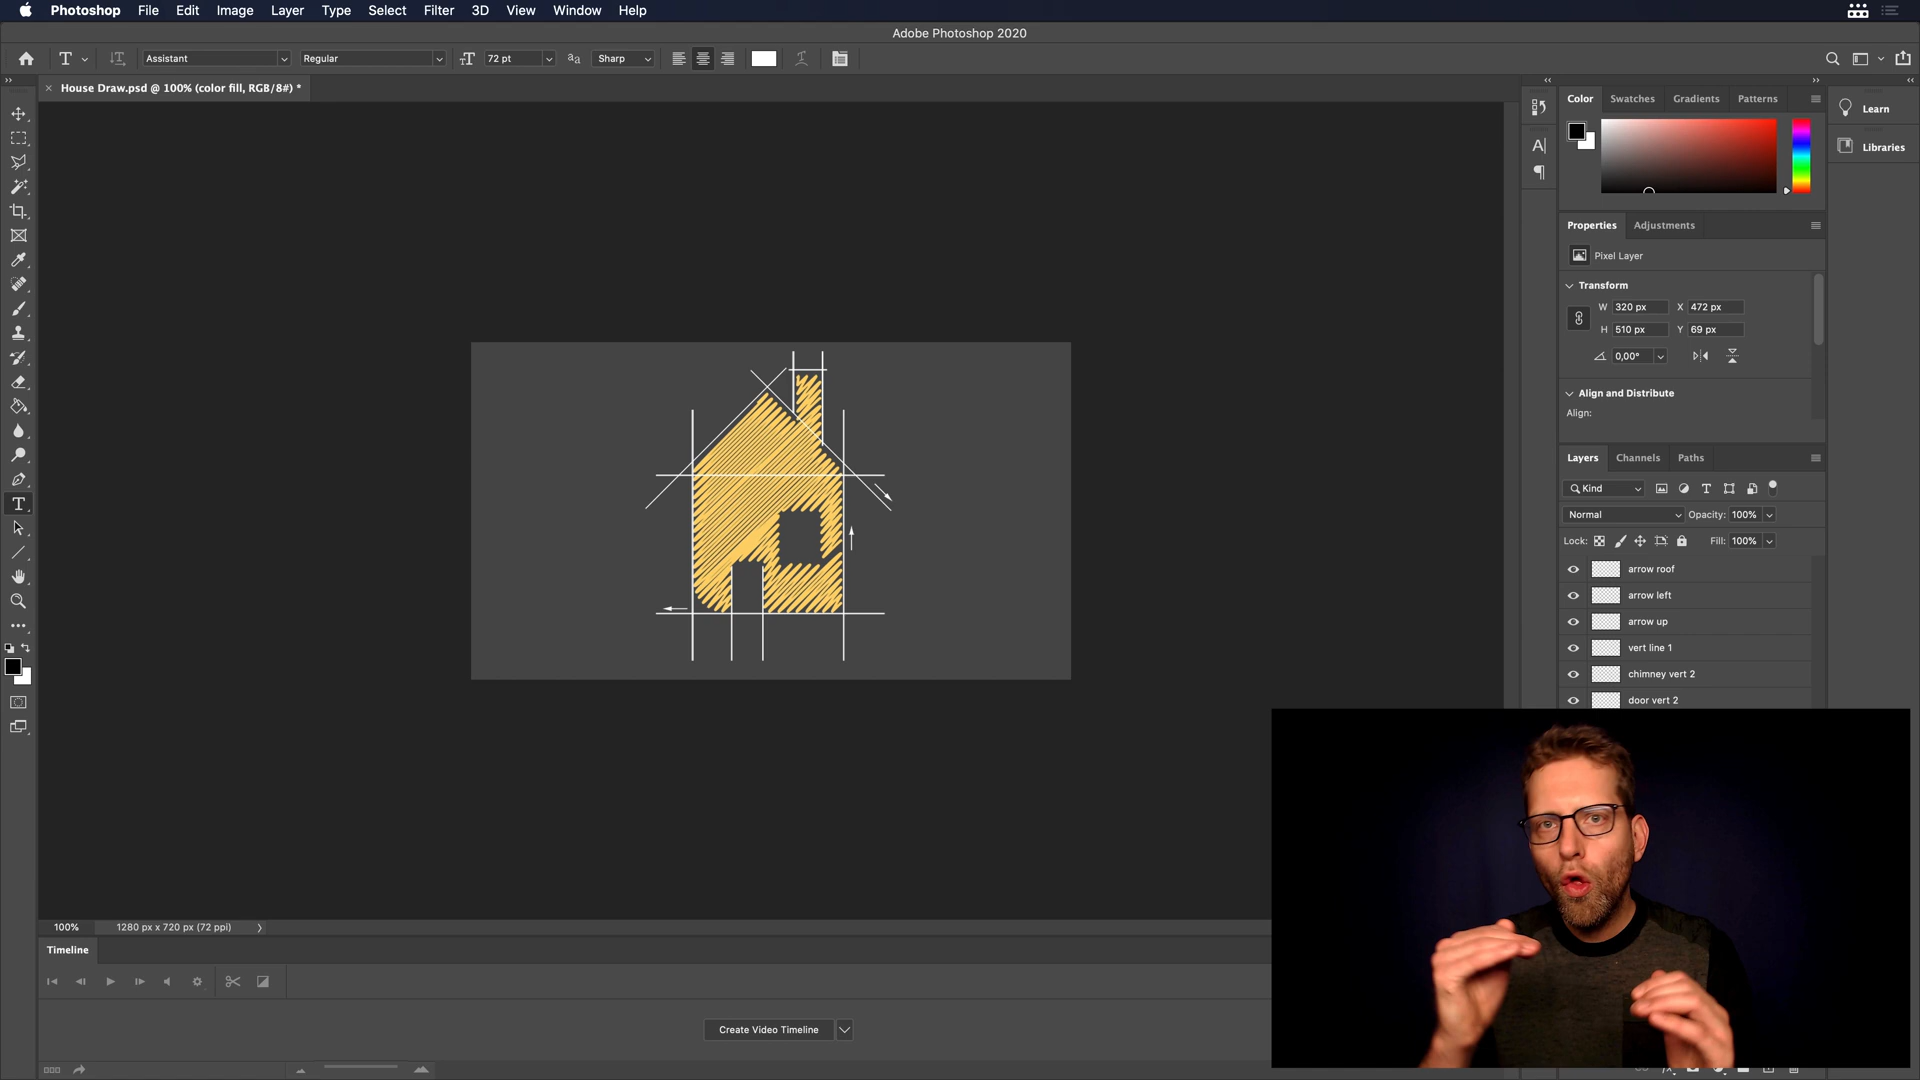 Photoshop File Edit Image Layer Type Select Filter 3D View Window Help
Adobe Photoshop 2020
T Assistant Regular 72 pt Sharp
House Draw.psd @ 100% (color fill, RGB/8#) *
Color Swatches Gradients Patterns
Learn
Libraries
Properties Adjustments
Pixel Layer
Transform
W 320 px X 472 px
H 510 px Y 69 px
0,00°
Align and Distribute
Align:
Layers Channels Paths
Kind
Normal Opacity: 100%
Lock: Fill: 100%
arrow roof
arrow left
arrow up
vert line 1
chimney vert 2
door vert 2
100% 1280 px x 720 px (72 ppi)
Timeline
Create Video Timeline